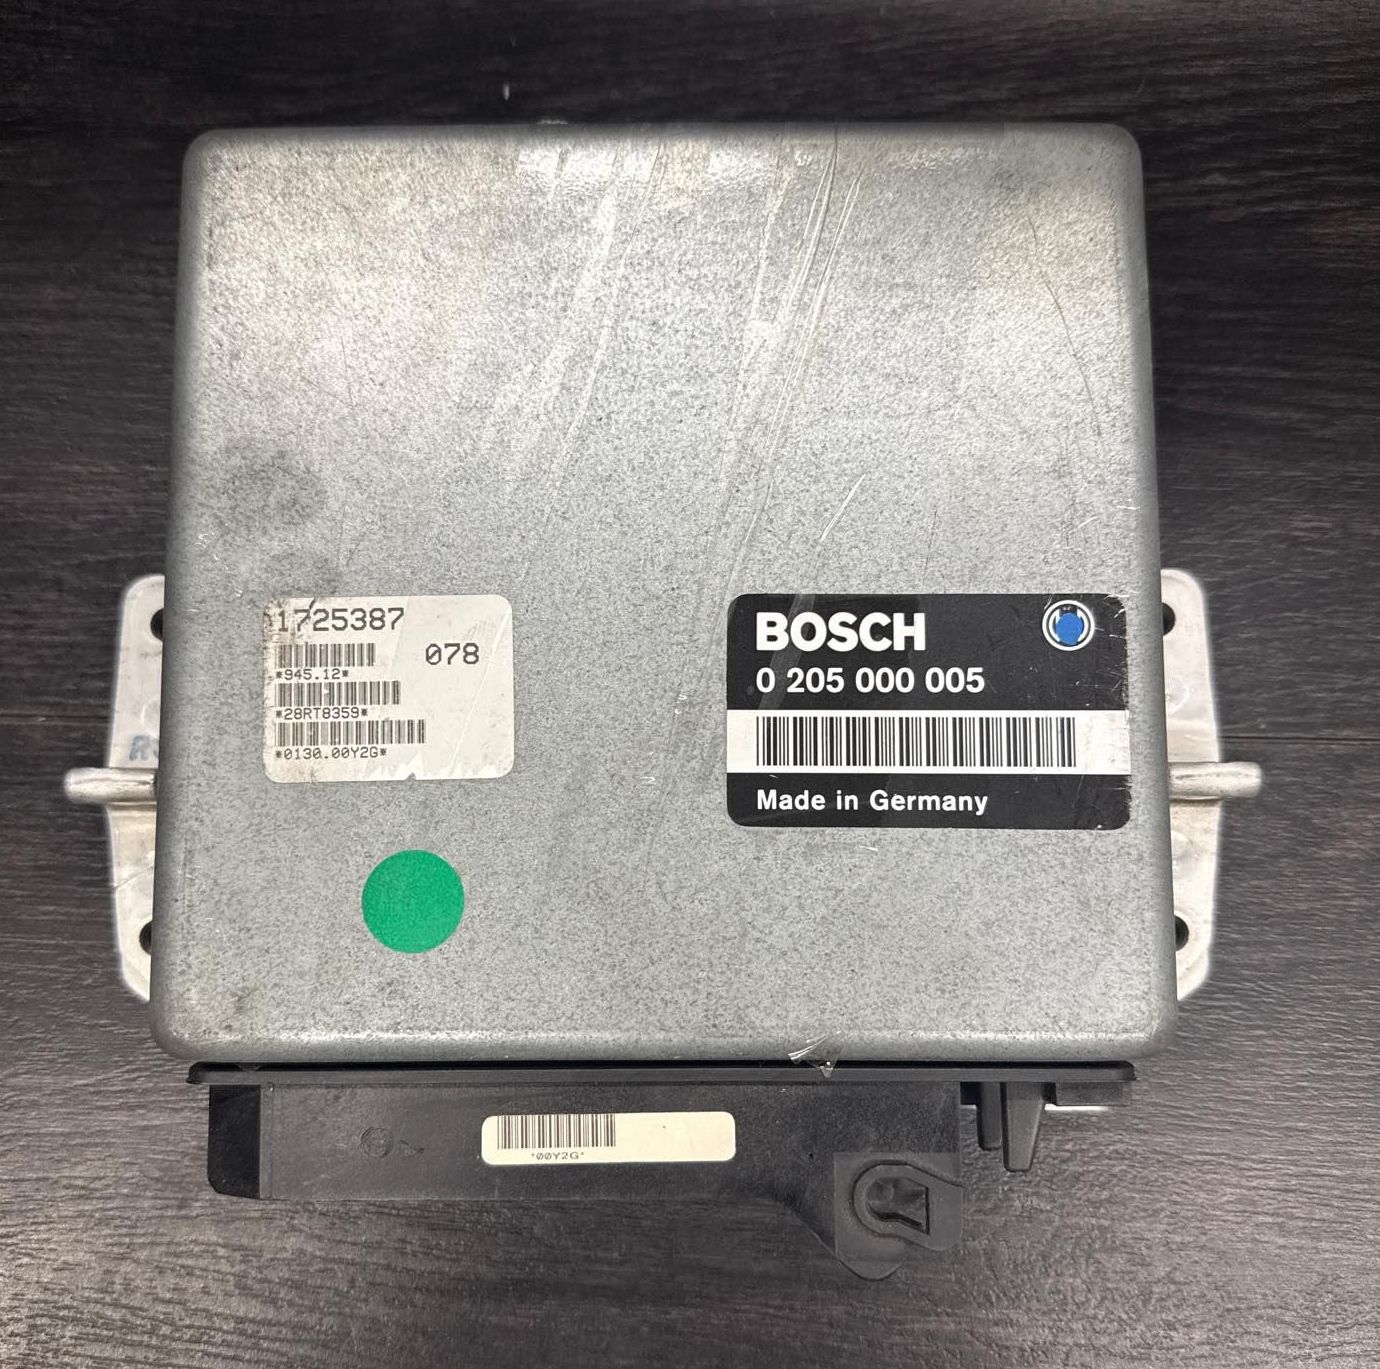 1725387
078
*945.12*
*28RT8359*
*0130.00Y2G*
BOSCH
0 205 000 005
Made in Germany
*00Y2G*